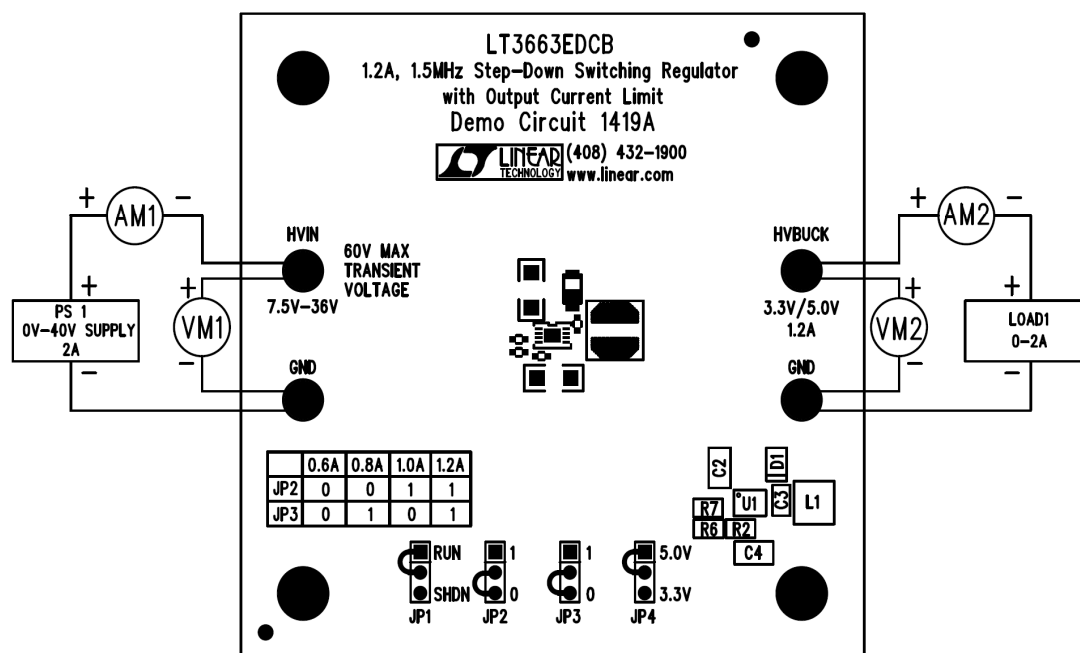 LT3663EDCB
1.2A, 1.5MHz Step-Down Switching Regulator
with Output Current Limit
Demo Circuit 1419A
LINEAR TECHNOLOGY
(408) 432-1900
www.linear.com
+ AM1 -
HVIN
60V MAX
TRANSIENT
VOLTAGE
7.5V-36V
+
PS 1
0V-40V SUPPLY
2A
-
+
VM1
-
GND
+ AM2 -
HVBUCK
3.3V/5.0V
1.2A
+
VM2
-
+
LOAD1
0-2A
-
GND
0.6A 0.8A 1.0A 1.2A
JP2 0 0 1 1
JP3 0 1 0 1
C2
D1
R7
U1
C3
L1
R6
R2
C4
RUN
SHDN
JP1
1
0
JP2
1
0
JP3
5.0V
3.3V
JP4